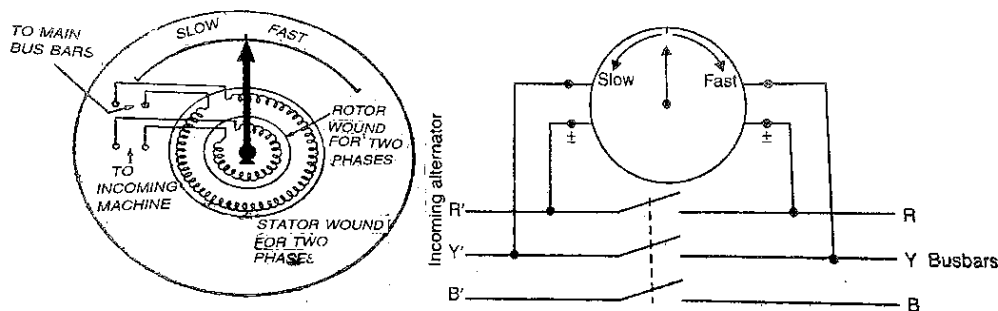 SLOW
FAST
TO MAIN
BUS BARS
ROTOR
WOUND
FOR TWO
PHASES
TO
INCOMING
MACHINE
STATOR WOUND
FOR TWO
PHASES
Slow
Fast
±
±
Incoming alternator
R'
R
Y'
Y Busbars
B'
B